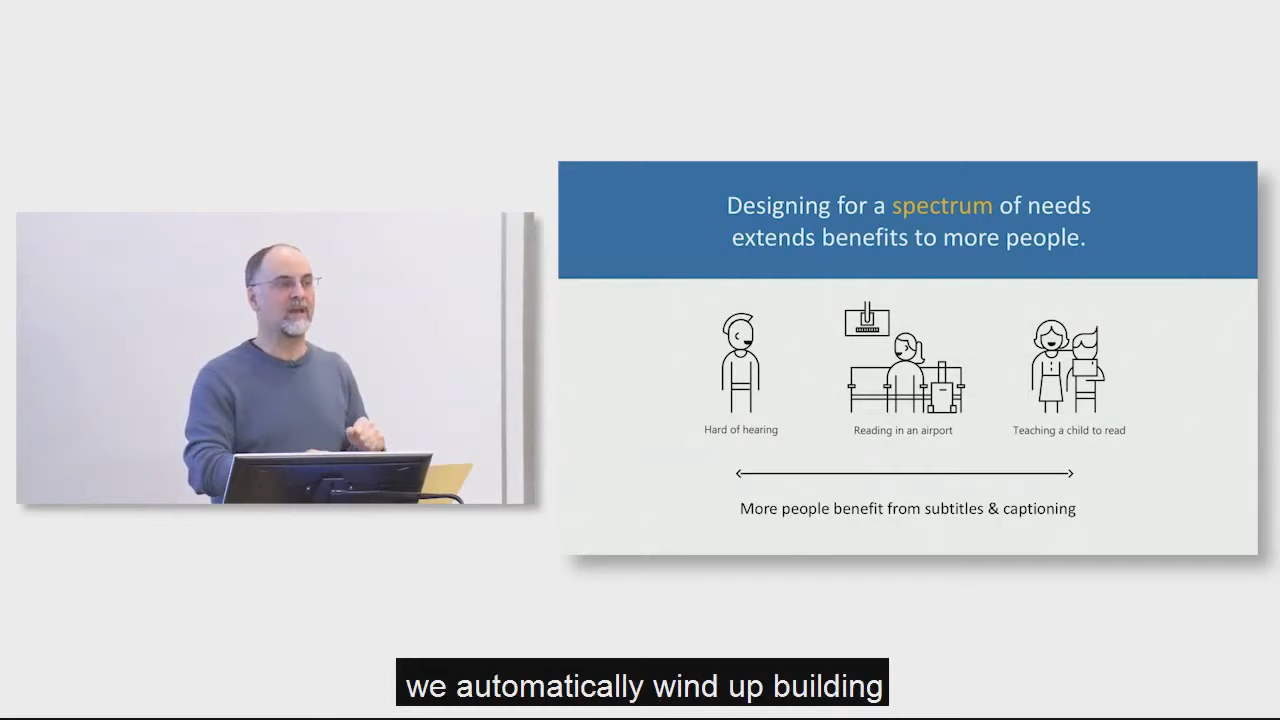 Designing for a spectrum of needs
extends benefits to more people.
Hard of hearing
Reading in an airport
Teaching a child to read
More people benefit from subtitles & captioning
we automatically wind up building